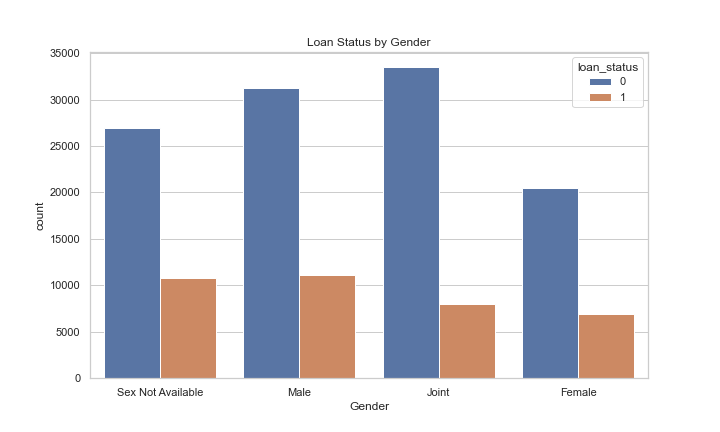 Loan Status by Gender
loan_status
0
1
35000
30000
25000
20000
15000
10000
5000
0
count
Sex Not Available
Male
Joint
Female
Gender